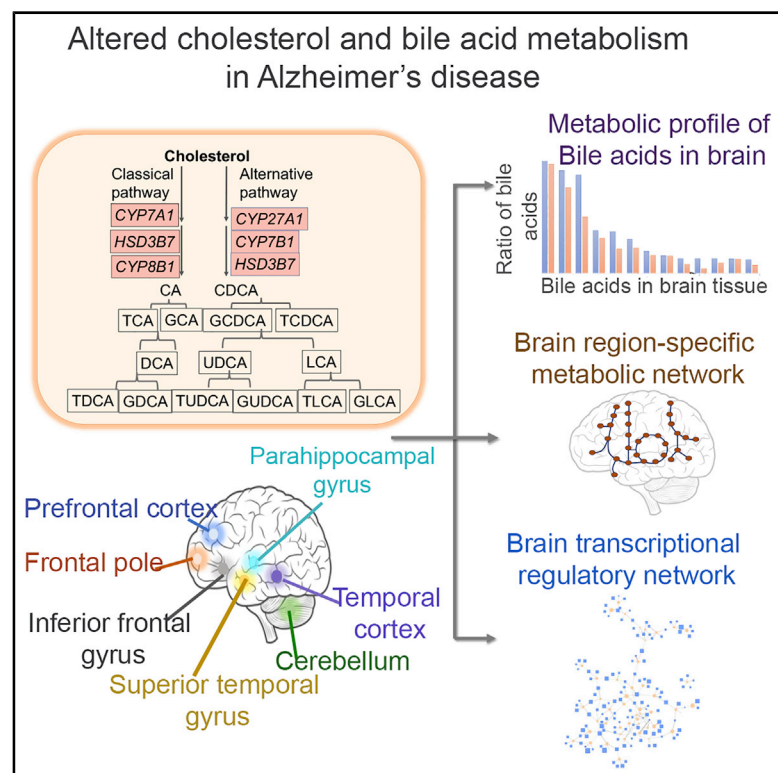 Altered cholesterol and bile acid metabolism
in Alzheimer's disease
Cholesterol
Classical
pathway
Alternative
pathway
CYP7A1
HSD3B7
CYP8B1
CYP27A1
CYP7B1
HSD3B7
CA
CDCA
TCA
GCA
GCDCA
TCDCA
DCA
UDCA
LCA
TDCA
GDCA
TUDCA
GUDCA
TLCA
GLCA
Metabolic profile of
Bile acids in brain
Ratio of bile
acids
Bile acids in brain tissue
Brain region-specific
metabolic network
Brain transcriptional
regulatory network
Parahippocampal
gyrus
Prefrontal cortex
Frontal pole
Inferior frontal
gyrus
Superior temporal
gyrus
Temporal
cortex
Cerebellum